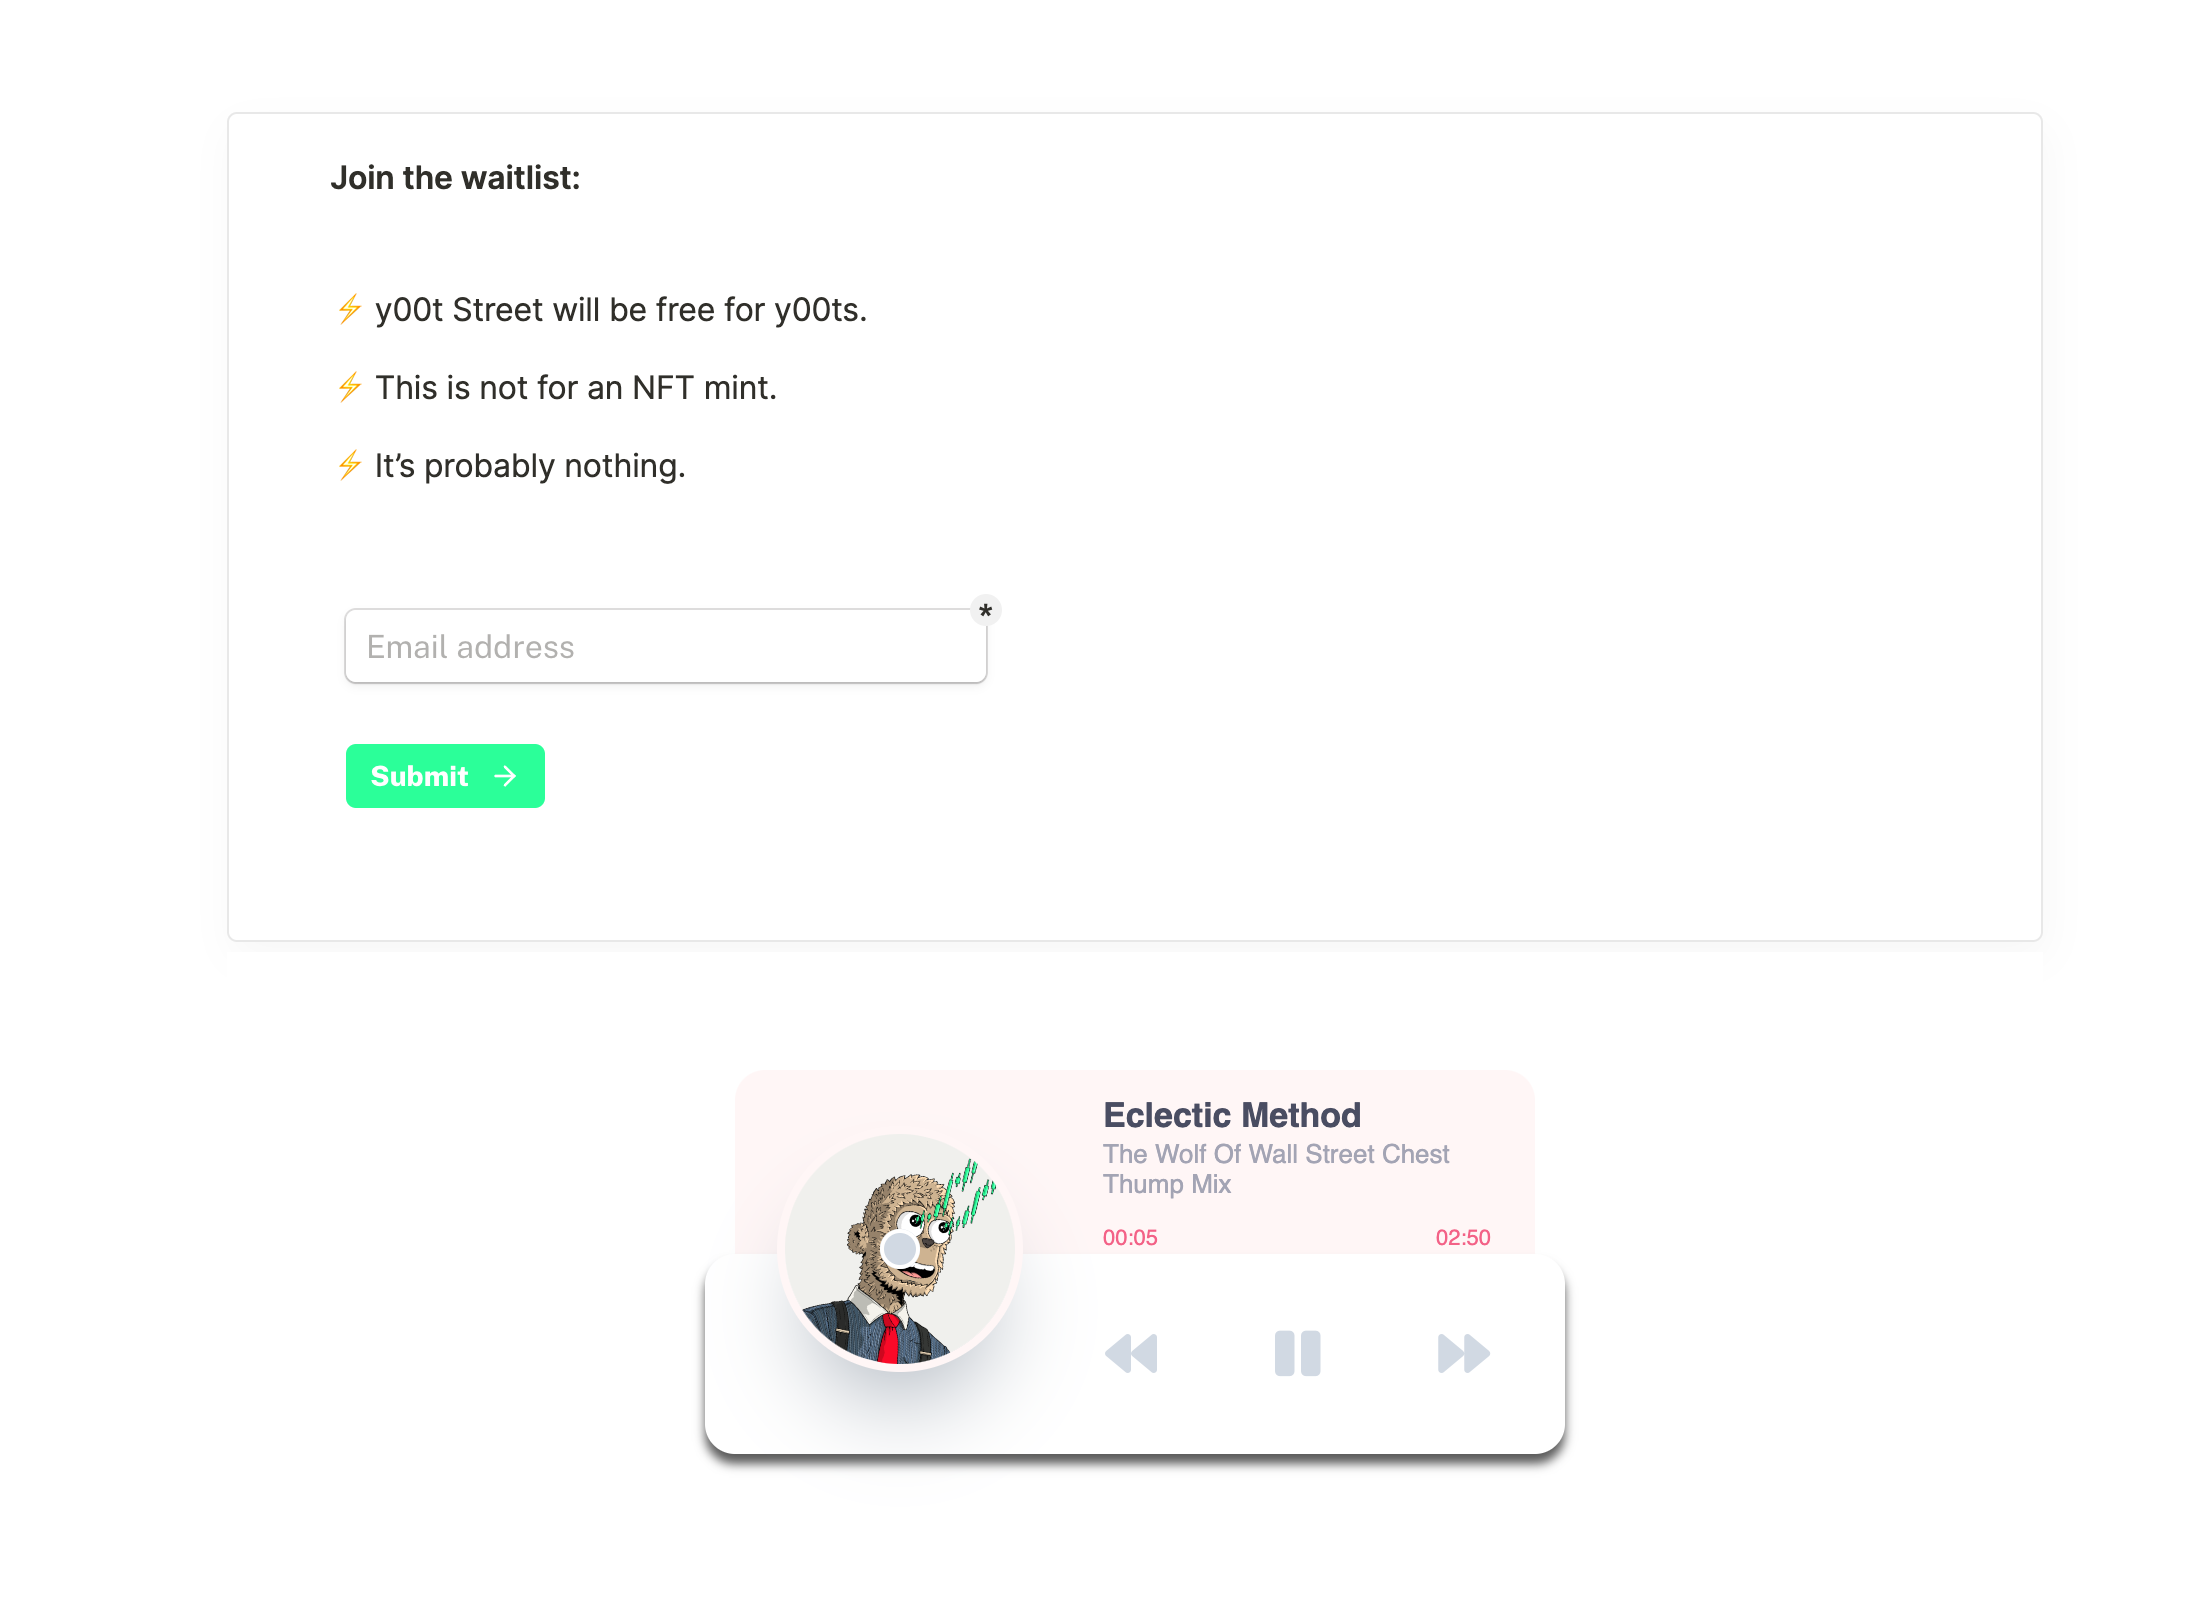 Join the waitlist:
⚡ y00t Street will be free for y00ts.
⚡ This is not for an NFT mint.
⚡ It’s probably nothing.
*
Email address
Submit →
Eclectic Method
The Wolf Of Wall Street Chest
Thump Mix
00:05 02:50